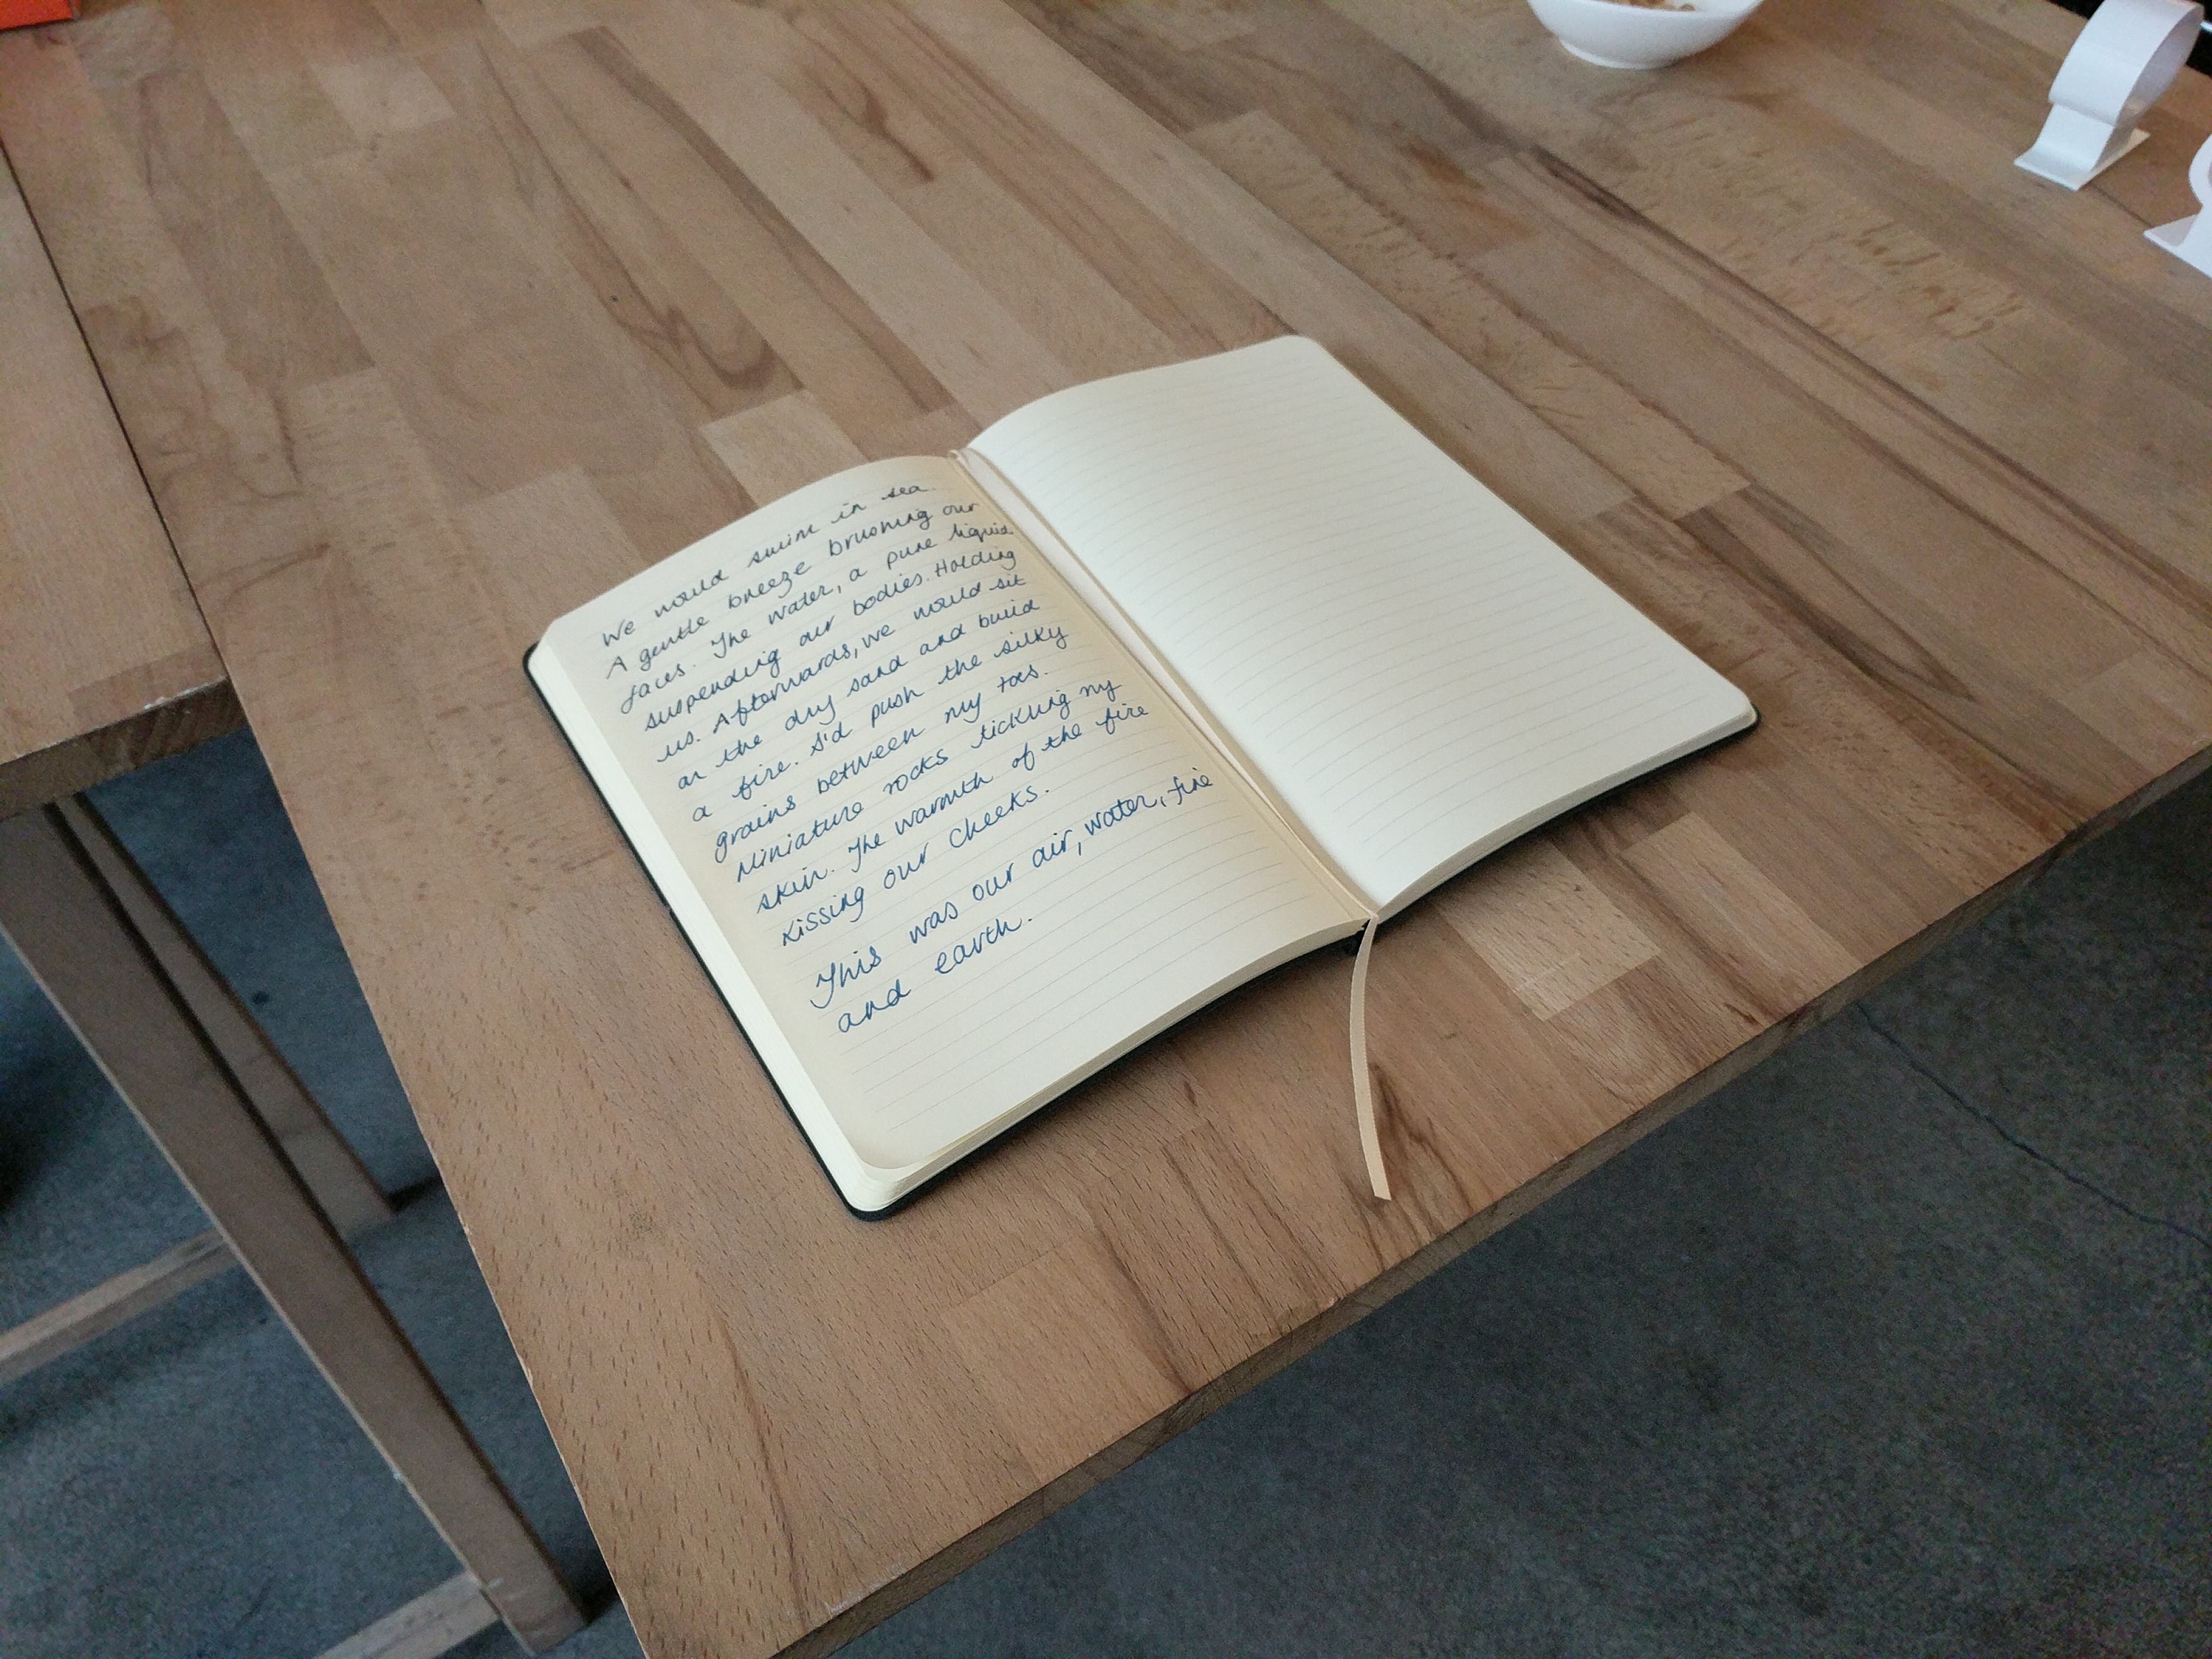 We would swim in sea.
A gentle breeze brushing our
faces. The water, a pure liquid
suspending our bodies. Holding
us. Afterwards, we would sit
on the dry sand and build
a fire. I'd push the silky
grains between my toes.
Miniature rocks tickling my
skin. The warmth of the fire
kissing our cheeks.
This was our air, water, fire
and earth.